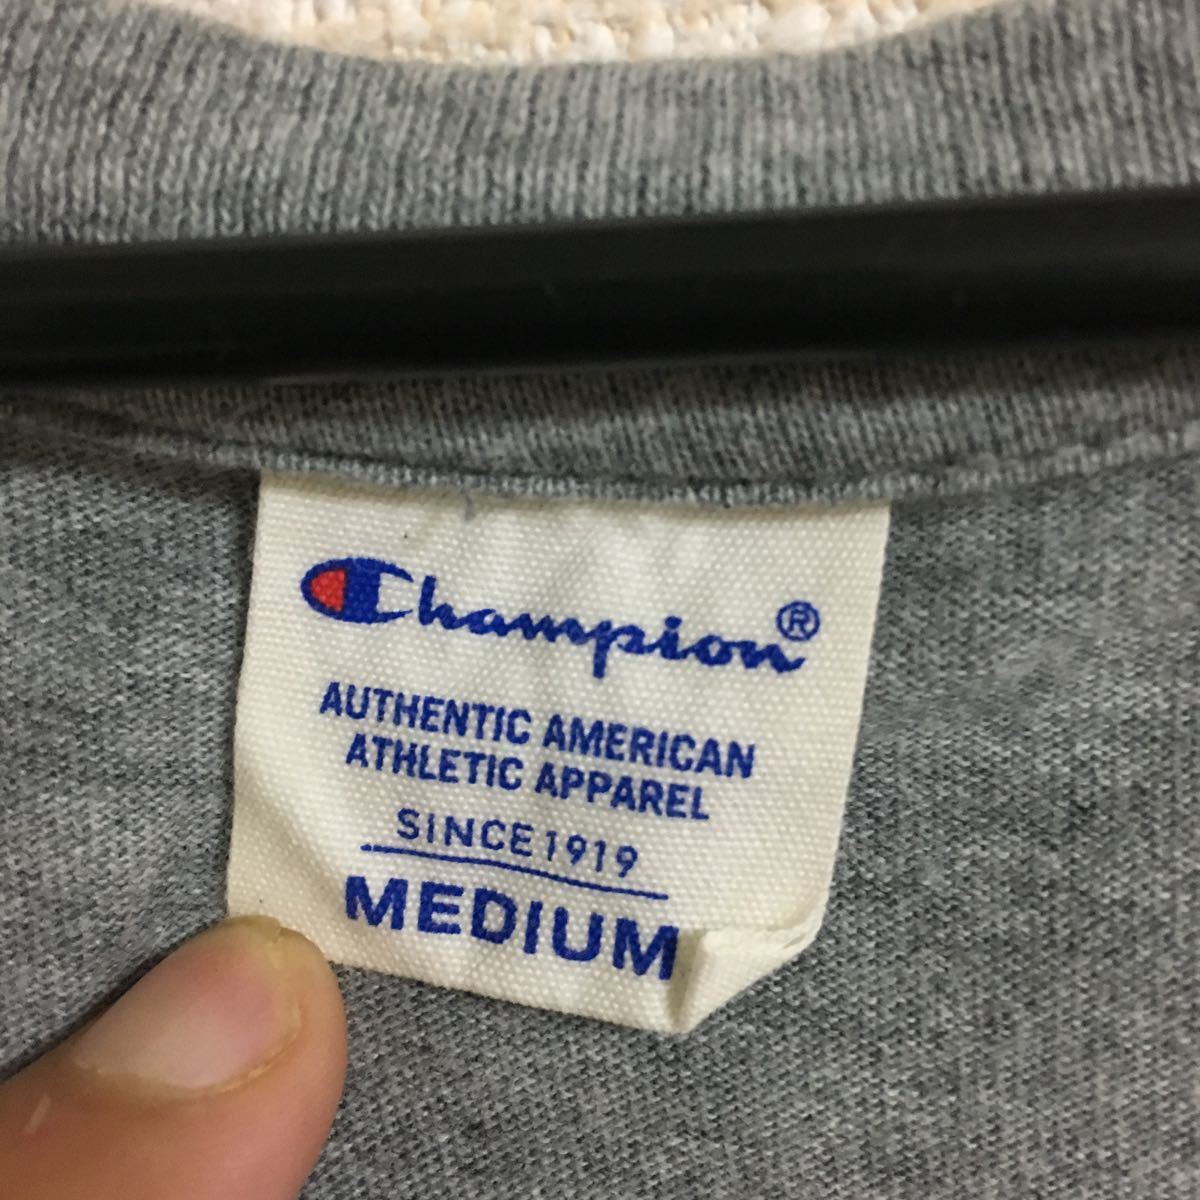 Champion®
AUTHENTIC AMERICAN
ATHLETIC APPAREL
SINCE 1919
MEDIUM